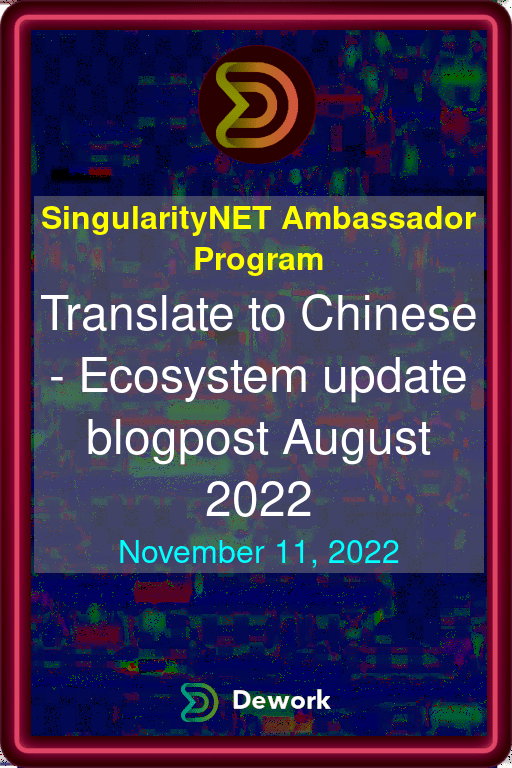 SingularityNET Ambassador
Program
Translate to Chinese
- Ecosystem update
blogpost August
2022
November 11, 2022
Dework